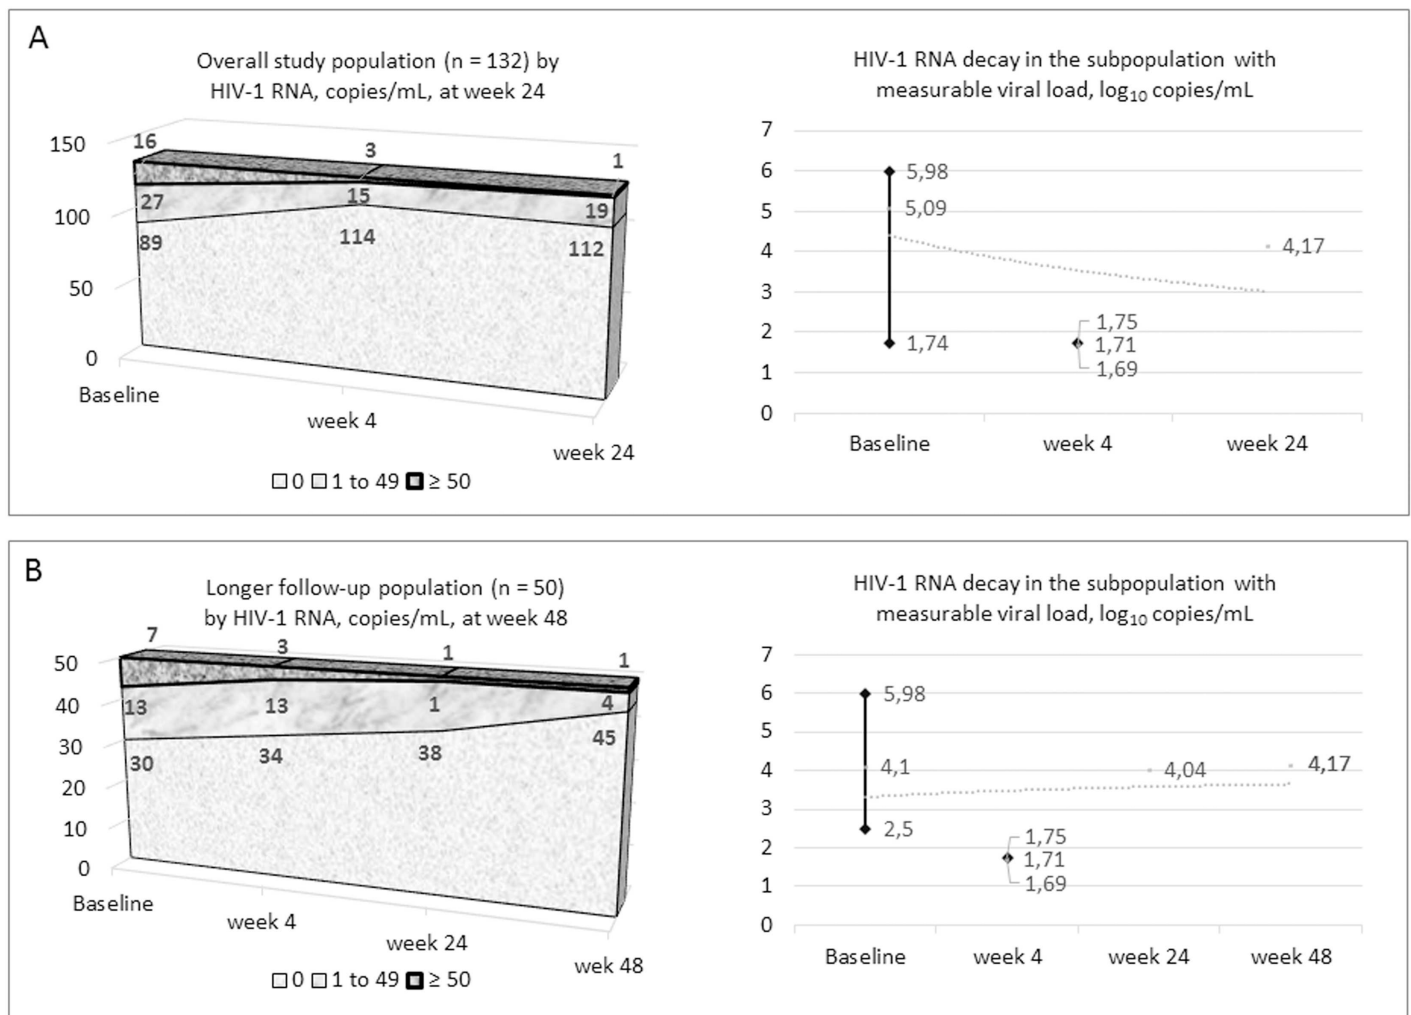 A
Overall study population (n = 132) by
HIV-1 RNA, copies/mL, at week 24
150
100
50
0
16
3
1
27
15
19
89
114
112
Baseline
week 4
week 24
0 1 to 49 ≥ 50
HIV-1 RNA decay in the subpopulation with
measurable viral load, log₁₀ copies/mL
7
6
5
4
3
2
1
0
5,98
5,09
1,74
1,75
1,71
1,69
4,17
Baseline week 4 week 24
B
Longer follow-up population (n = 50)
by HIV-1 RNA, copies/mL, at week 48
50
40
30
20
10
0
7
3
1
1
13
13
1
4
30
34
38
45
Baseline
week 4
week 24
wek 48
0 1 to 49 ≥ 50
HIV-1 RNA decay in the subpopulation with
measurable viral load, log₁₀ copies/mL
7
6
5
4
3
2
1
0
5,98
4,1
2,5
1,75
1,71
1,69
4,04
4,17
Baseline week 4 week 24 week 48